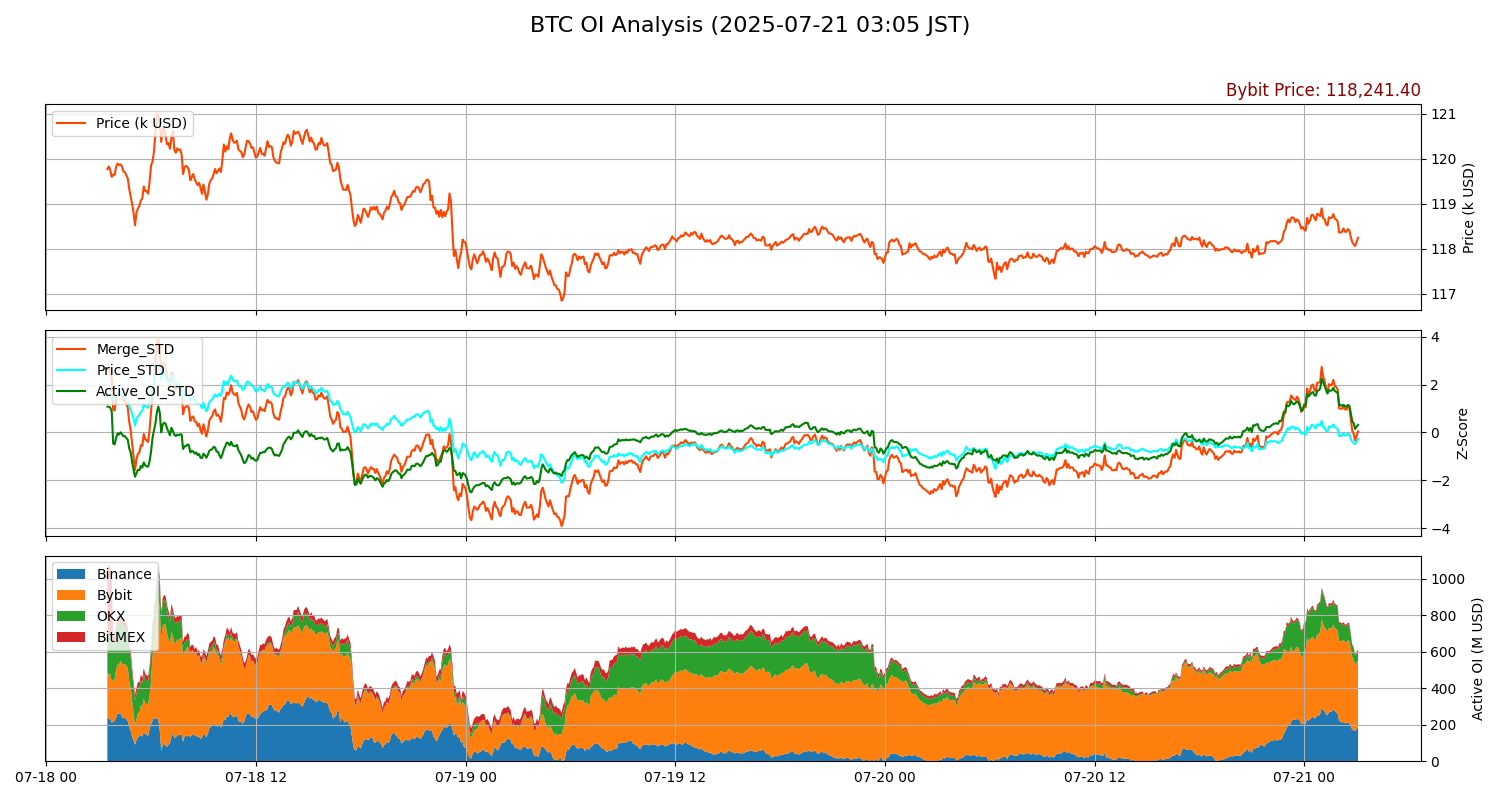 BTC OI Analysis (2025-07-21 03:05 JST)
Bybit Price: 118,241.40
Price (k USD)
121
120
119
118
117
Price (k USD)
Merge_STD
Price_STD
Active_OI_STD
4
2
0
−2
−4
Z-Score
Binance
Bybit
OKX
BitMEX
1000
800
600
400
200
0
Active OI (M USD)
07-18 00
07-18 12
07-19 00
07-19 12
07-20 00
07-20 12
07-21 00